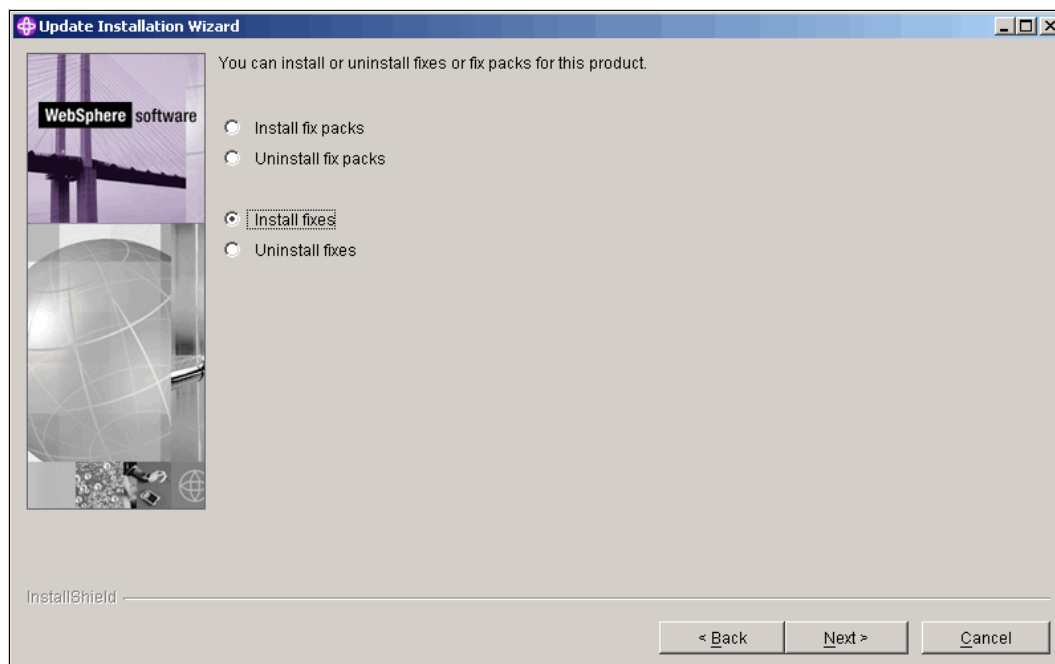 Update Installation Wizard
You can install or uninstall fixes or fix packs for this product.
WebSphere software
Install fix packs
Uninstall fix packs
Install fixes
Uninstall fixes
InstallShield
< Back
Next >
Cancel